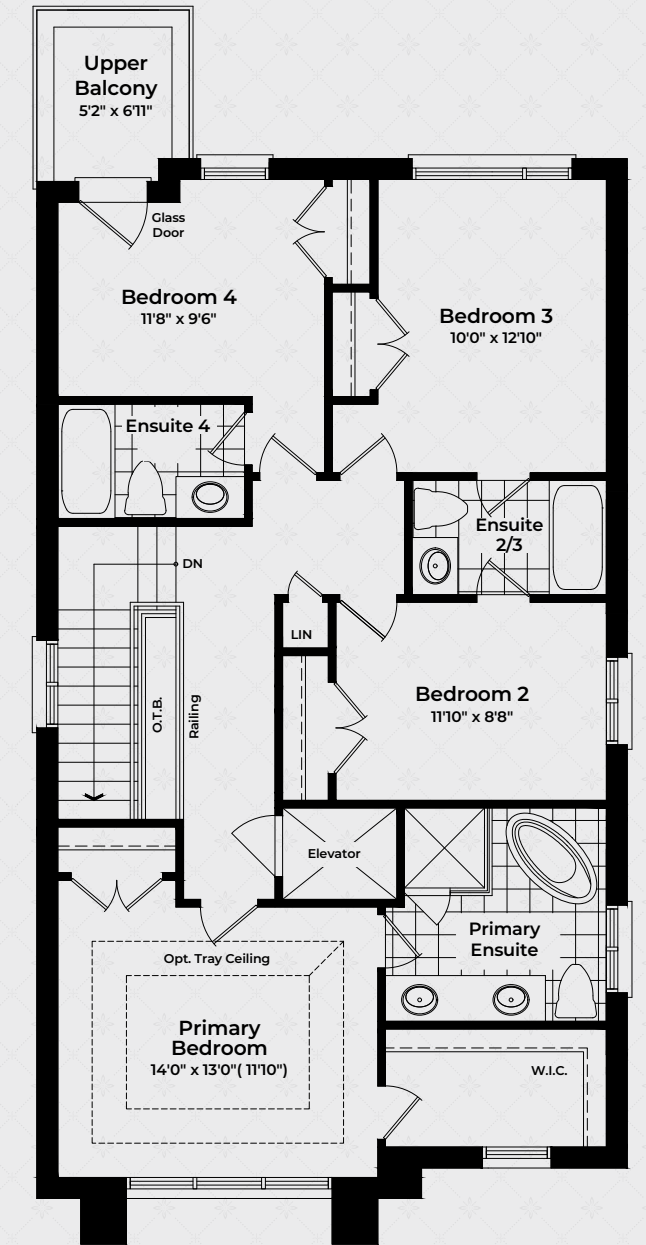 Upper
Balcony
5'2" x 6'11"
Glass
Door
Bedroom 4
11'8" x 9'6"
Bedroom 3
10'0" x 12'10"
Ensuite 4
Ensuite
2/3
DN
LIN
O.T.B.
Railing
Bedroom 2
11'10" x 8'8"
Elevator
Primary
Ensuite
Opt. Tray Ceiling
Primary
Bedroom
14'0" x 13'0"( 11'10")
W.I.C.